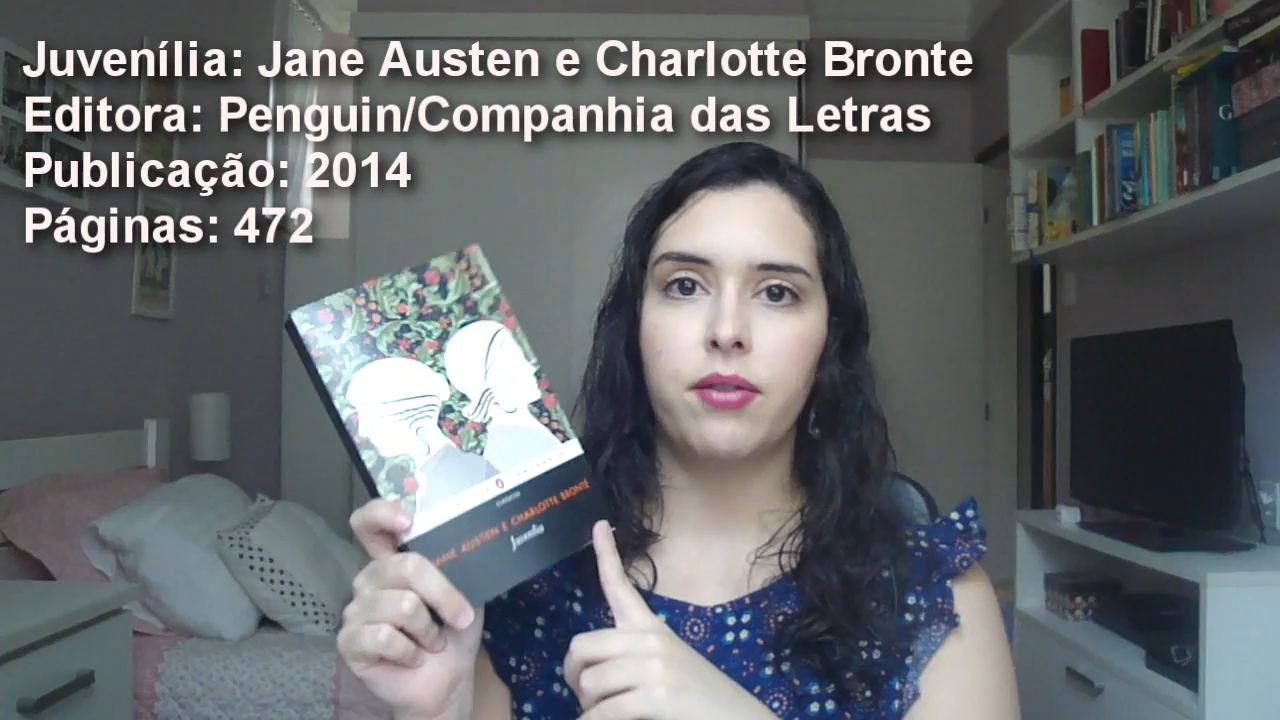 Juvenília: Jane Austen e Charlotte Bronte
Editora: Penguin/Companhia das Letras
Publicação: 2014
Páginas: 472
JANE AUSTEN E CHARLOTTE BRONTË
Juvenília
G